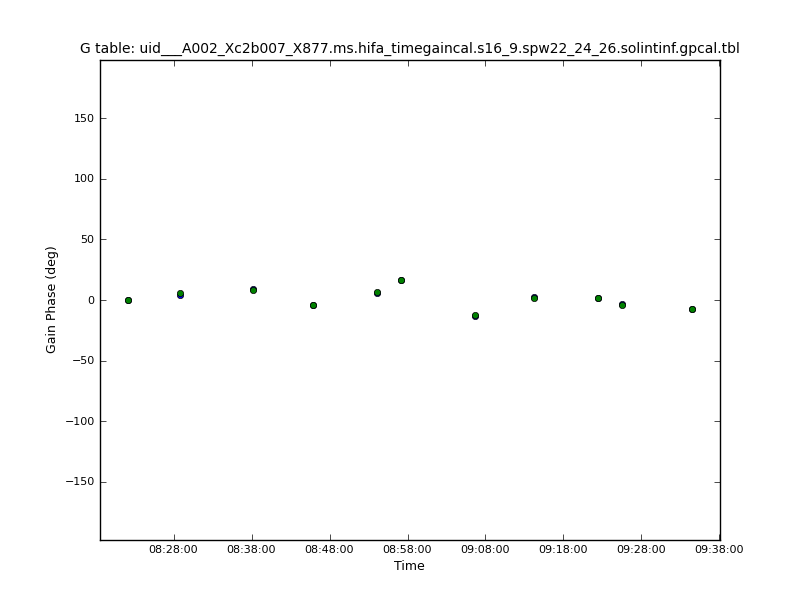 G table: uid___A002_Xc2b007_X877.ms.hifa_timegaincal.s16_9.spw22_24_26.solintinf.gpcal.tbl
150
100
50
0
−50
−100
−150
Gain Phase (deg)
08:28:00 08:38:00 08:48:00 08:58:00 09:08:00 09:18:00 09:28:00 09:38:00
Time